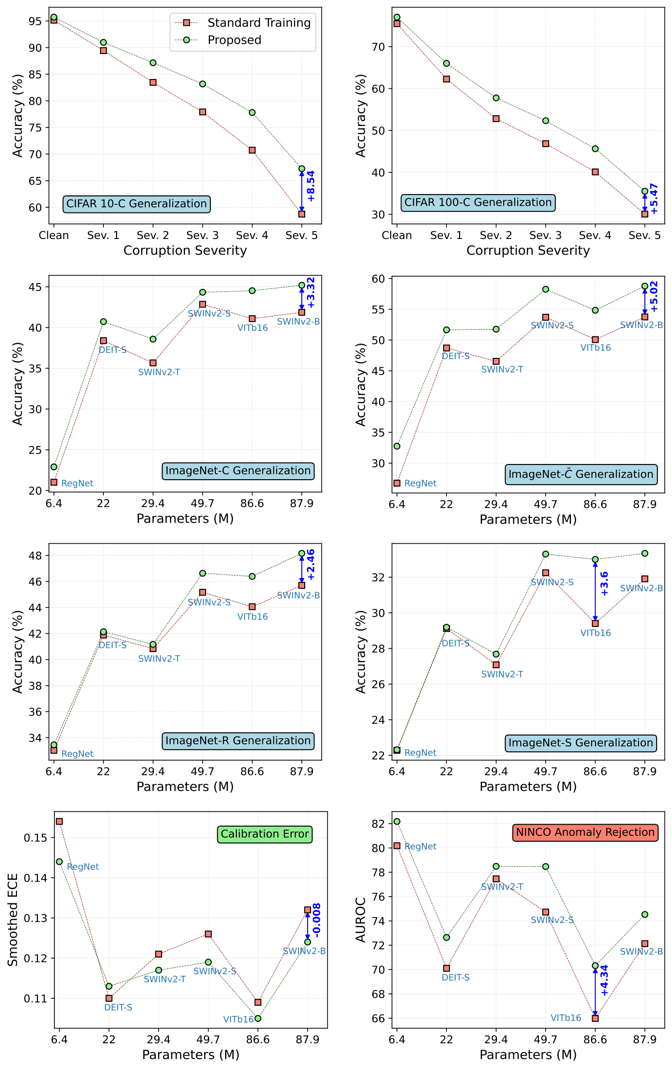 95
90
85
80
75
70
65
60
Accuracy (%)
Standard Training
Proposed
+8.54
CIFAR 10-C Generalization
Clean Sev. 1 Sev. 2 Sev. 3 Sev. 4 Sev. 5
Corruption Severity
70
60
50
40
30
Accuracy (%)
+5.47
CIFAR 100-C Generalization
Clean Sev. 1 Sev. 2 Sev. 3 Sev. 4 Sev. 5
Corruption Severity
45
40
35
30
25
20
Accuracy (%)
+3.32
SWINv2-S
VITb16
SWINv2-B
DEIT-S
SWINv2-T
RegNet
ImageNet-C Generalization
6.4 22 29.4 49.7 86.6 87.9
Parameters (M)
60
55
50
45
40
35
30
Accuracy (%)
+5.02
SWINv2-S
SWINv2-B
VITb16
DEIT-S
SWINv2-T
RegNet
ImageNet-C̄ Generalization
6.4 22 29.4 49.7 86.6 87.9
Parameters (M)
48
46
44
42
40
38
36
34
Accuracy (%)
+2.46
SWINv2-S
SWINv2-B
VITb16
DEIT-S
SWINv2-T
RegNet
ImageNet-R Generalization
6.4 22 29.4 49.7 86.6 87.9
Parameters (M)
32
30
28
26
24
22
Accuracy (%)
+3.6
SWINv2-S
SWINv2-B
VITb16
DEIT-S
SWINv2-T
RegNet
ImageNet-S Generalization
6.4 22 29.4 49.7 86.6 87.9
Parameters (M)
0.15
0.14
0.13
0.12
0.11
Smoothed ECE
Calibration Error
RegNet
-0.008
SWINv2-B
SWINv2-S
SWINv2-T
DEIT-S
VITb16
6.4 22 29.4 49.7 86.6 87.9
Parameters (M)
82
80
78
76
74
72
70
68
66
AUROC
NINCO Anomaly Rejection
RegNet
SWINv2-T
SWINv2-S
SWINv2-B
DEIT-S
+4.34
VITb16
6.4 22 29.4 49.7 86.6 87.9
Parameters (M)